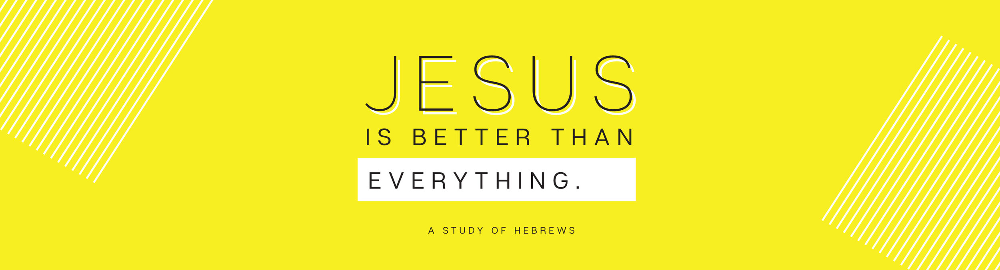 JESUS
IS BETTER THAN
EVERYTHING.
A STUDY OF HEBREWS